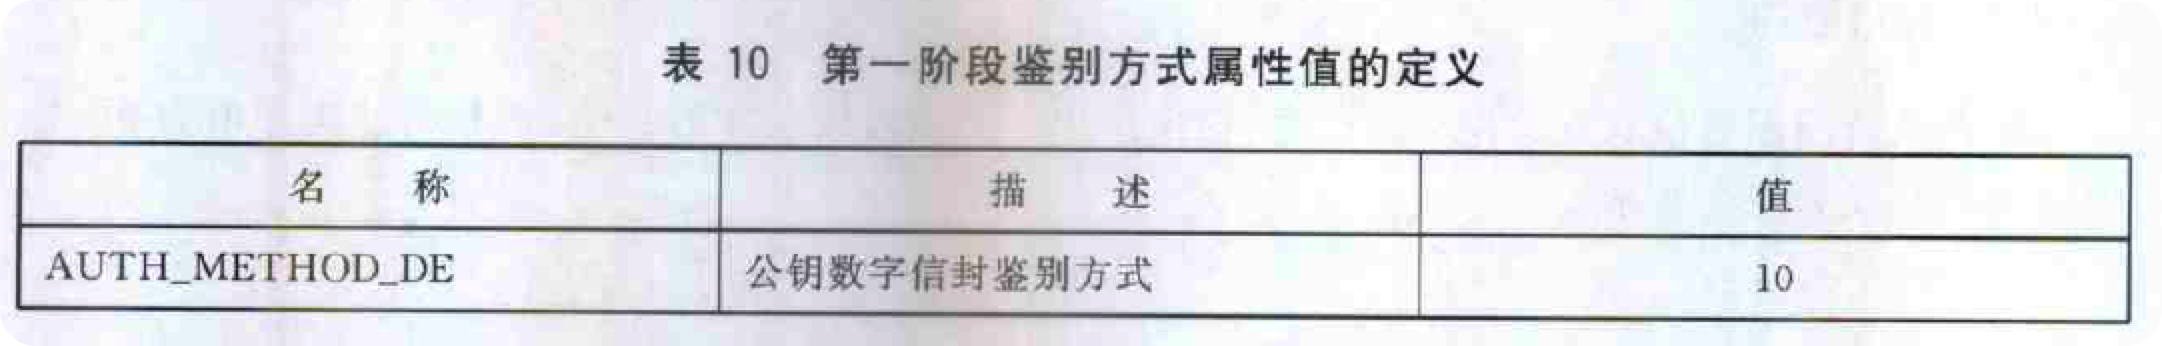 表 10 第一阶段鉴别方式属性值的定义
名 称 描 述 值
AUTH_METHOD_DE 公钥数字信封鉴别方式 10